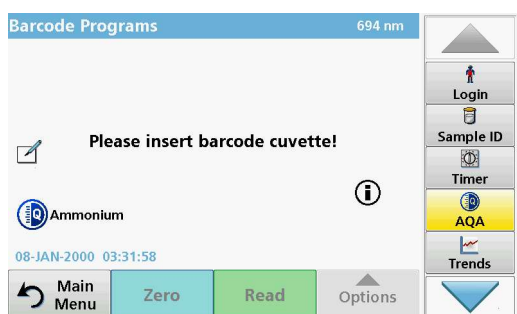 Barcode Programs 694 nm
Please insert barcode cuvette!
Ammonium
08-JAN-2000 03:31:58
Main Menu
Zero
Read
Options
Login
Sample ID
Timer
AQA
Trends